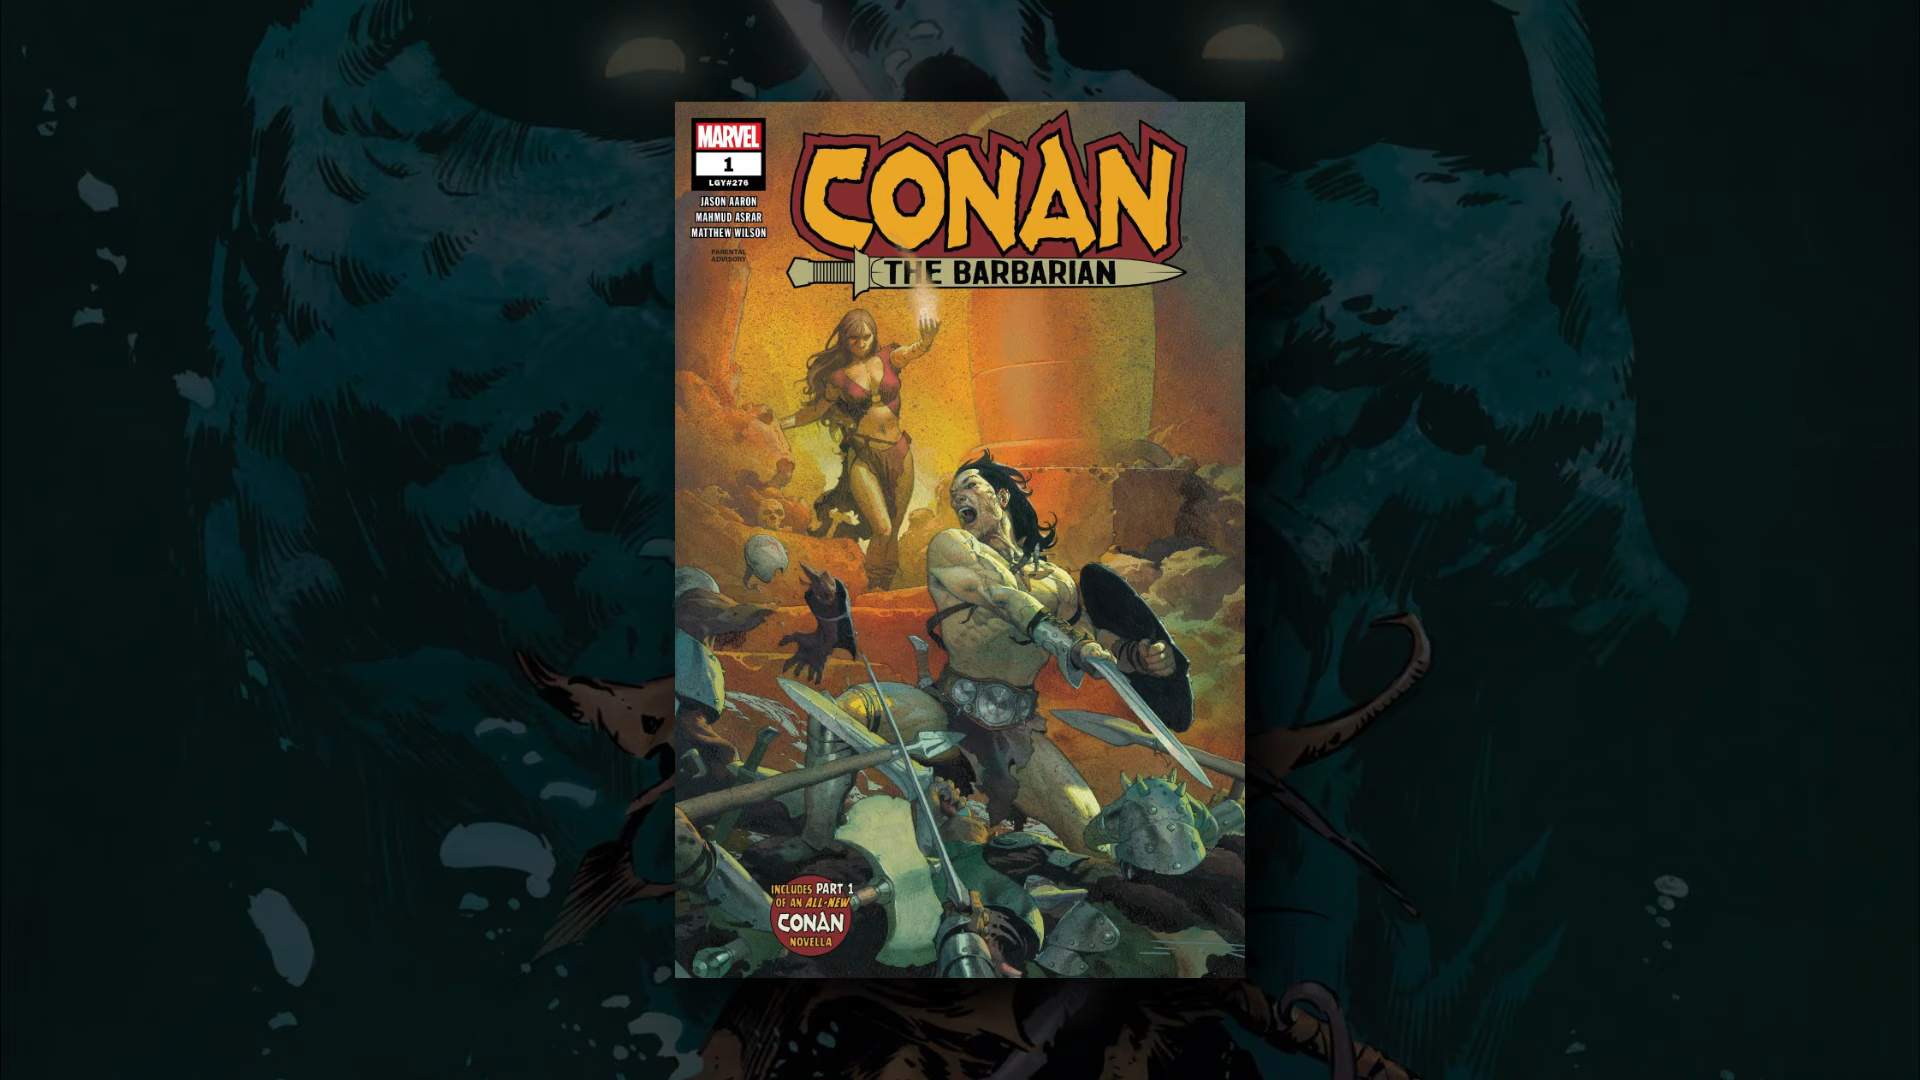 MARVEL
1
LGY#276
JASON AARON
MAHMUD ASRAR
MATTHEW WILSON
PARENTAL
ADVISORY
CONAN
THE BARBARIAN
INCLUDES PART 1
OF AN ALL-NEW
CONAN
NOVELLA